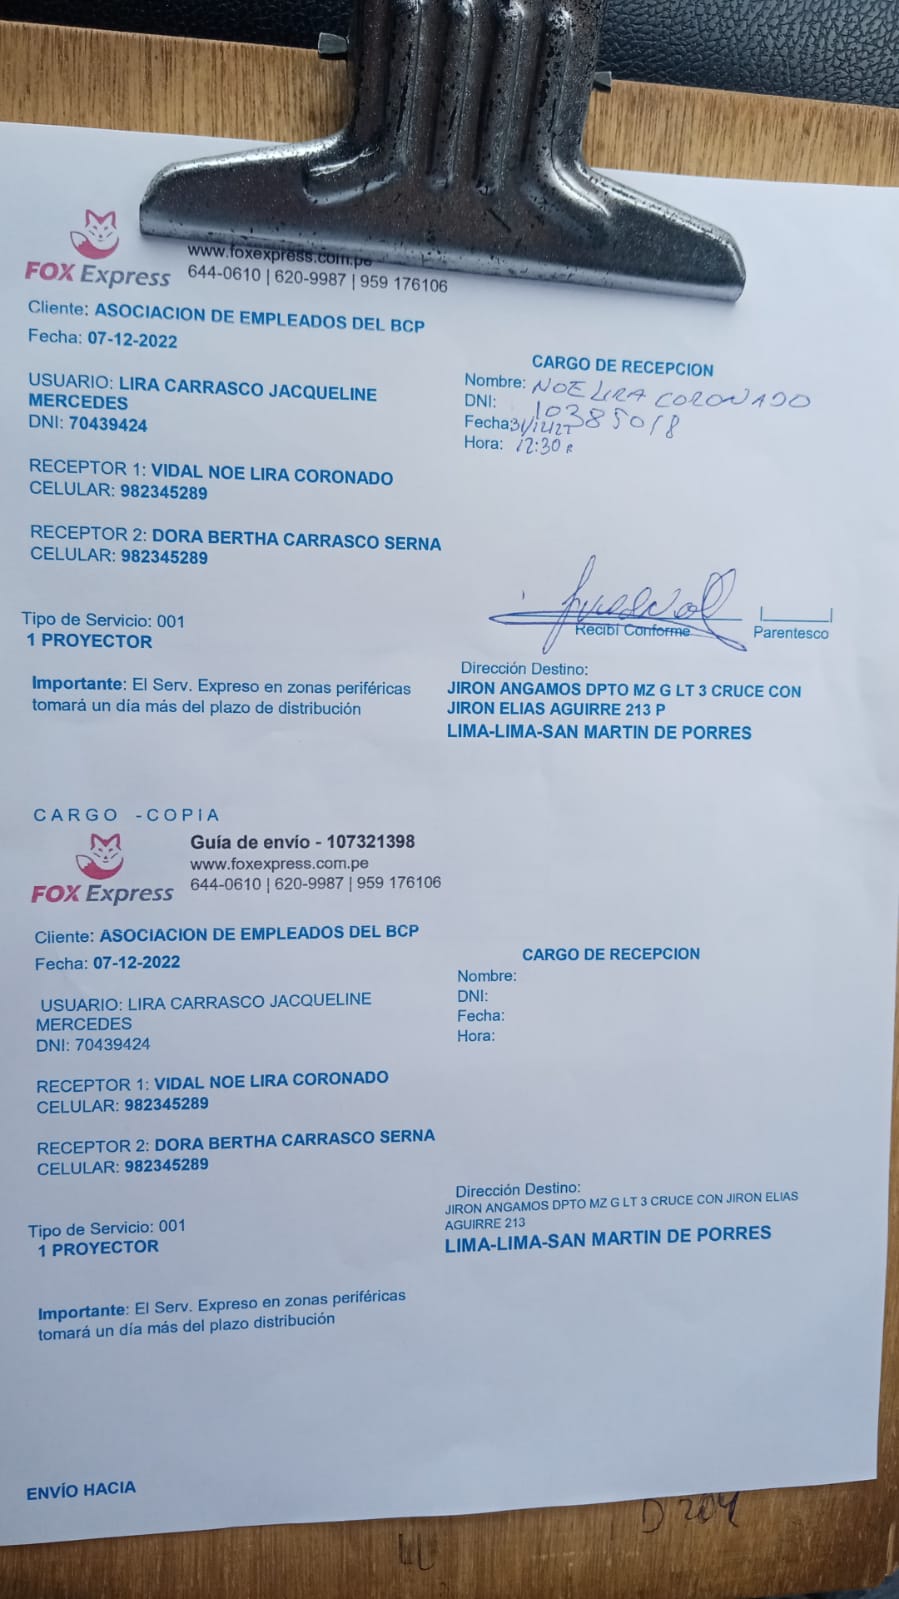 www.foxexpress.com.pe
FOX Express
644-0610 | 620-9987 | 959 176106
Cliente: ASOCIACION DE EMPLEADOS DEL BCP
Fecha: 07-12-2022
USUARIO: LIRA CARRASCO JACQUELINE
MERCEDES
DNI: 70439424
RECEPTOR 1: VIDAL NOE LIRA CORONADO
CELULAR: 982345289
RECEPTOR 2: DORA BERTHA CARRASCO SERNA
CELULAR: 982345289
CARGO DE RECEPCION
Nombre: NOE LIRA CORONADO
DNI: 10385018
Fecha:
Hora: 12:30
Tipo de Servicio: 001
1 PROYECTOR
Recibí Conforme
Parentesco
Importante: El Serv. Expreso en zonas periféricas
tomará un día más del plazo de distribución
Dirección Destino:
JIRON ANGAMOS DPTO MZ G LT 3 CRUCE CON
JIRON ELIAS AGUIRRE 213 P
LIMA-LIMA-SAN MARTIN DE PORRES
CARGO -COPIA
FOX Express
Guía de envío - 107321398
www.foxexpress.com.pe
644-0610 | 620-9987 | 959 176106
Cliente: ASOCIACION DE EMPLEADOS DEL BCP
Fecha: 07-12-2022
USUARIO: LIRA CARRASCO JACQUELINE
MERCEDES
DNI: 70439424
RECEPTOR 1: VIDAL NOE LIRA CORONADO
CELULAR: 982345289
RECEPTOR 2: DORA BERTHA CARRASCO SERNA
CELULAR: 982345289
CARGO DE RECEPCION
Nombre:
DNI:
Fecha:
Hora:
Tipo de Servicio: 001
1 PROYECTOR
Dirección Destino:
JIRON ANGAMOS DPTO MZ G LT 3 CRUCE CON JIRON ELIAS
AGUIRRE 213
LIMA-LIMA-SAN MARTIN DE PORRES
Importante: El Serv. Expreso en zonas periféricas
tomará un día más del plazo distribución
ENVÍO HACIA
D 204